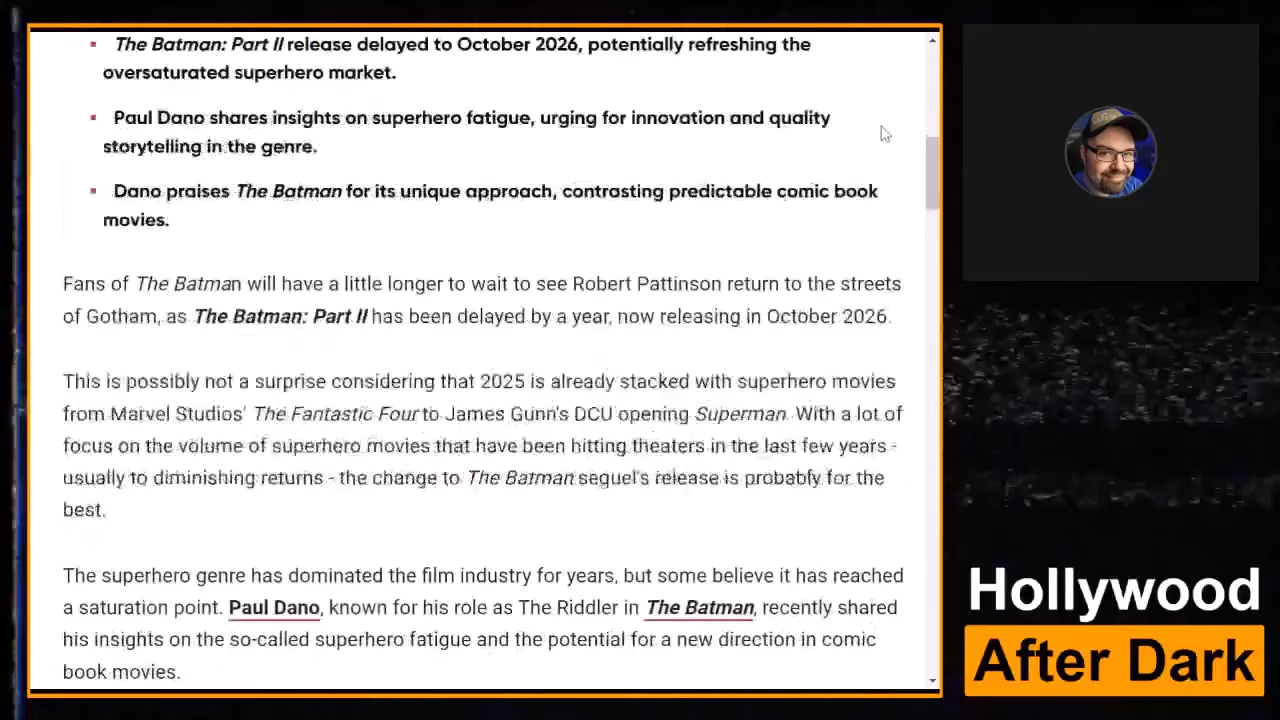 The Batman: Part II release delayed to October 2026, potentially refreshing the
oversaturated superhero market.
Paul Dano shares insights on superhero fatigue, urging for innovation and quality
storytelling in the genre.
Dano praises The Batman for its unique approach, contrasting predictable comic book
movies.
Fans of The Batman will have a little longer to wait to see Robert Pattinson return to the streets
of Gotham, as The Batman: Part II has been delayed by a year, now releasing in October 2026.
This is possibly not a surprise considering that 2025 is already stacked with superhero movies
from Marvel Studios' The Fantastic Four to James Gunn's DCU opening Superman. With a lot of
focus on the volume of superhero movies that have been hitting theaters in the last few years -
usually to diminishing returns - the change to The Batman sequel's release is probably for the
best.
The superhero genre has dominated the film industry for years, but some believe it has reached
a saturation point. Paul Dano, known for his role as The Riddler in The Batman, recently shared
his insights on the so-called superhero fatigue and the potential for a new direction in comic
book movies.
Hollywood
After Dark